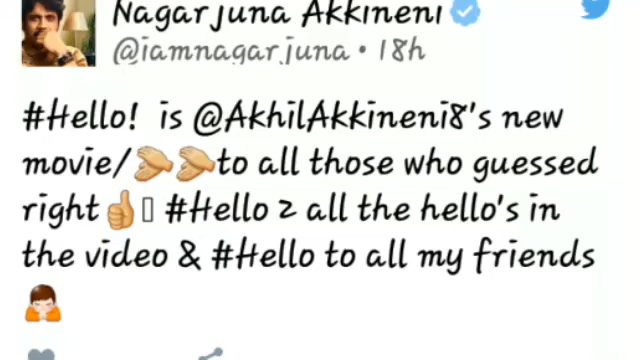 Nagarjuna Akkineni
@iamnagarjuna • 18h
#Hello! is @AkhilAkkineni8's new
movie/👏👏to all those who guessed
right👍▯ #Hello 2 all the hello's in
the video & #Hello to all my friends
🙏